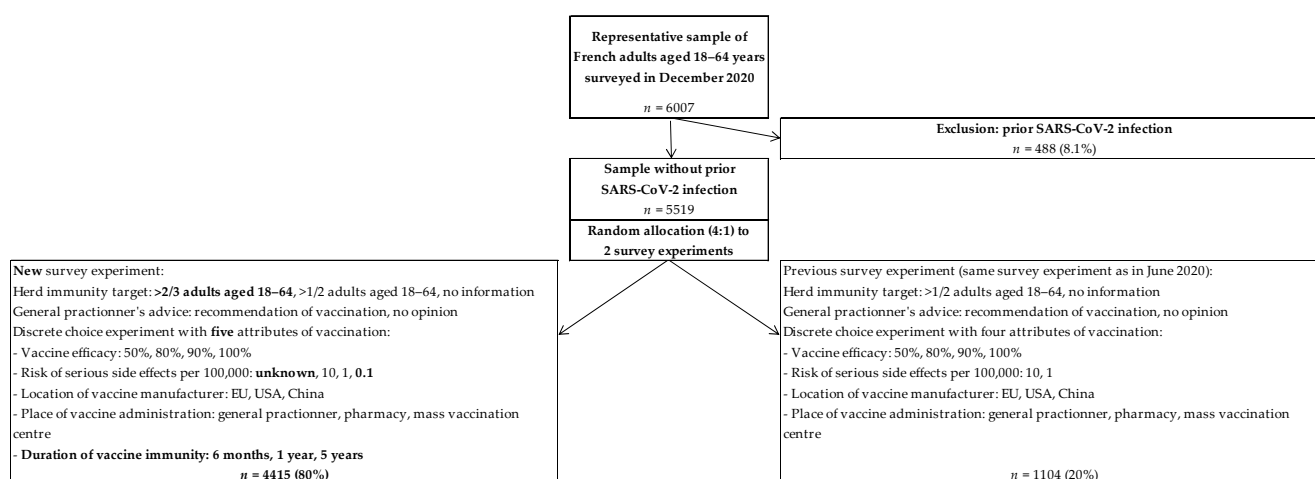 Representative sample of
French adults aged 18–64 years
surveyed in December 2020
n = 6007
Exclusion: prior SARS-CoV-2 infection
n = 488 (8.1%)
Sample without prior
SARS-CoV-2 infection
n = 5519
Random allocation (4:1) to
2 survey experiments
New survey experiment:
Herd immunity target: >2/3 adults aged 18–64, >1/2 adults aged 18–64, no information
General practionner's advice: recommendation of vaccination, no opinion
Discrete choice experiment with five attributes of vaccination:
- Vaccine efficacy: 50%, 80%, 90%, 100%
- Risk of serious side effects per 100,000: unknown, 10, 1, 0.1
- Location of vaccine manufacturer: EU, USA, China
- Place of vaccine administration: general practionner, pharmacy, mass vaccination
centre
- Duration of vaccine immunity: 6 months, 1 year, 5 years
n = 4415 (80%)
Previous survey experiment (same survey experiment as in June 2020):
Herd immunity target: >1/2 adults aged 18–64, no information
General practionner's advice: recommendation of vaccination, no opinion
Discrete choice experiment with four attributes of vaccination:
- Vaccine efficacy: 50%, 80%, 90%, 100%
- Risk of serious side effects per 100,000: 10, 1
- Location of vaccine manufacturer: EU, USA, China
- Place of vaccine administration: general practionner, pharmacy, mass vaccination
centre
n = 1104 (20%)